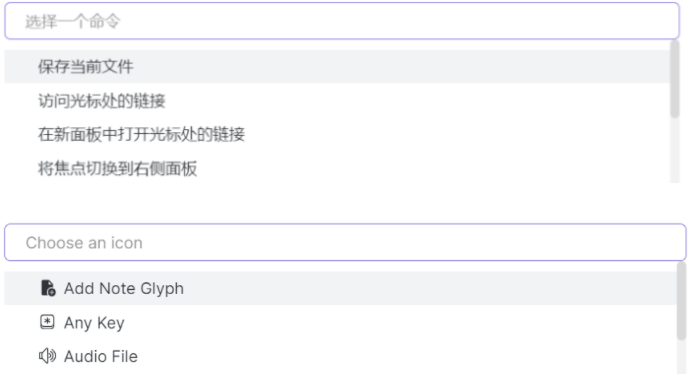 选择一个命令
保存当前文件
访问光标处的链接
在新面板中打开光标处的链接
将焦点切换到右侧面板
Choose an icon
Add Note Glyph
Any Key
Audio File